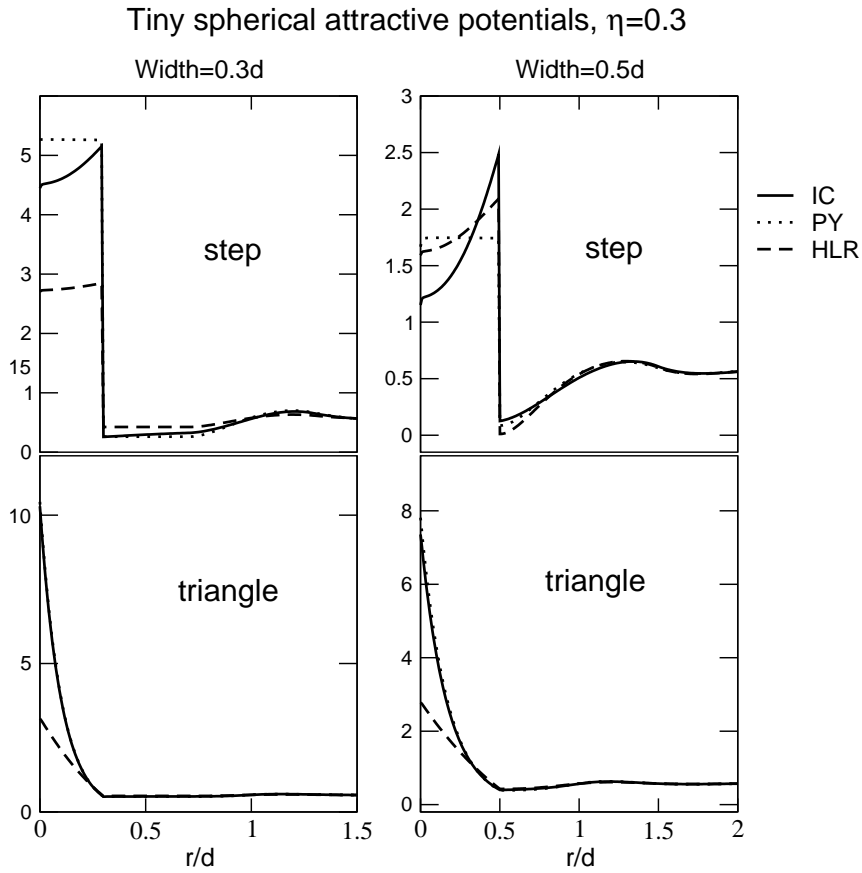 Tiny spherical attractive potentials, η=0.3
Width=0.3d
Width=0.5d
5
4
3
2
15
1
0
step
3
2.5
2
1.5
1
0.5
0
step
IC
PY
HLR
10
5
0
triangle
8
6
4
2
0
triangle
0
0.5
1
1.5
r/d
0
0.5
1
1.5
2
r/d